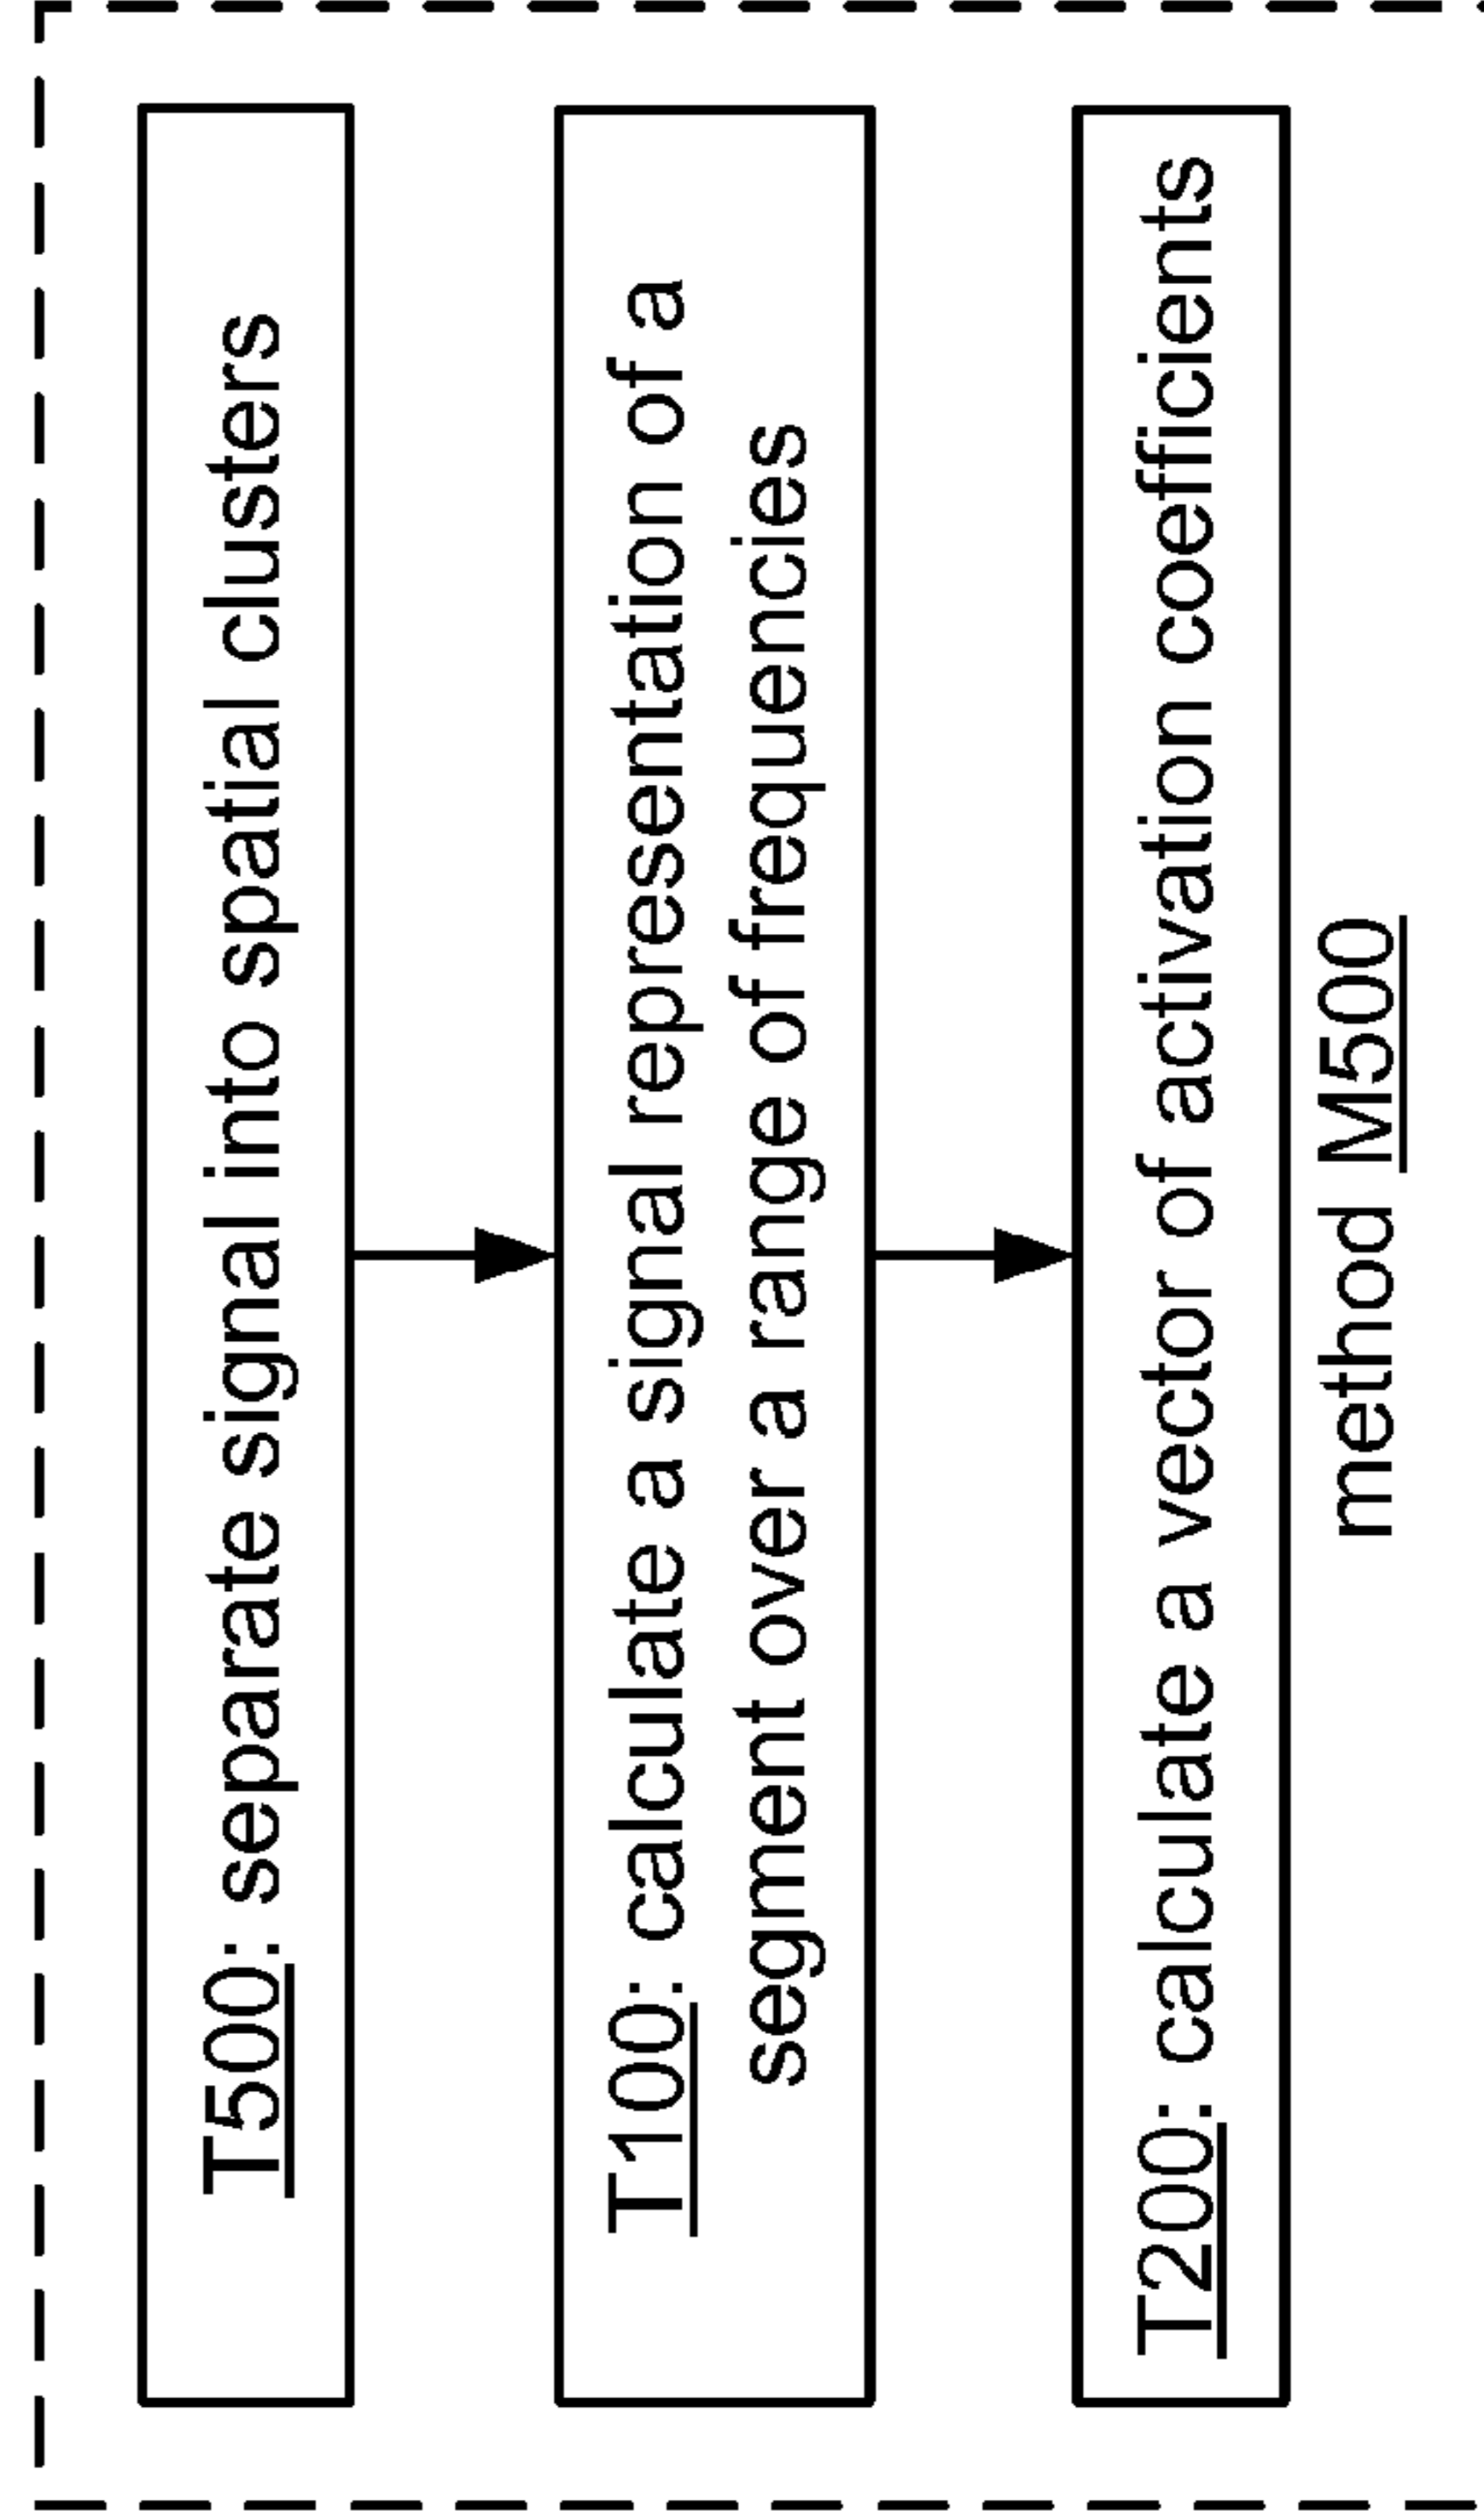 T500: separate signal into spatial clusters
T100: calculate a signal representation of a
segment over a range of frequencies
T200: calculate a vector of activation coefficients
method M500